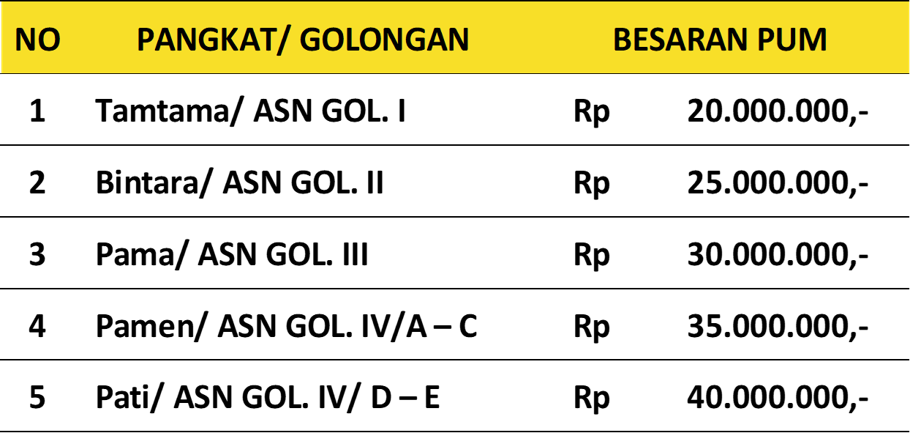 NO PANGKAT/ GOLONGAN BESARAN PUM
1 Tamtama/ ASN GOL. I Rp 20.000.000,-
2 Bintara/ ASN GOL. II Rp 25.000.000,-
3 Pama/ ASN GOL. III Rp 30.000.000,-
4 Pamen/ ASN GOL. IV/A – C Rp 35.000.000,-
5 Pati/ ASN GOL. IV/ D – E Rp 40.000.000,-